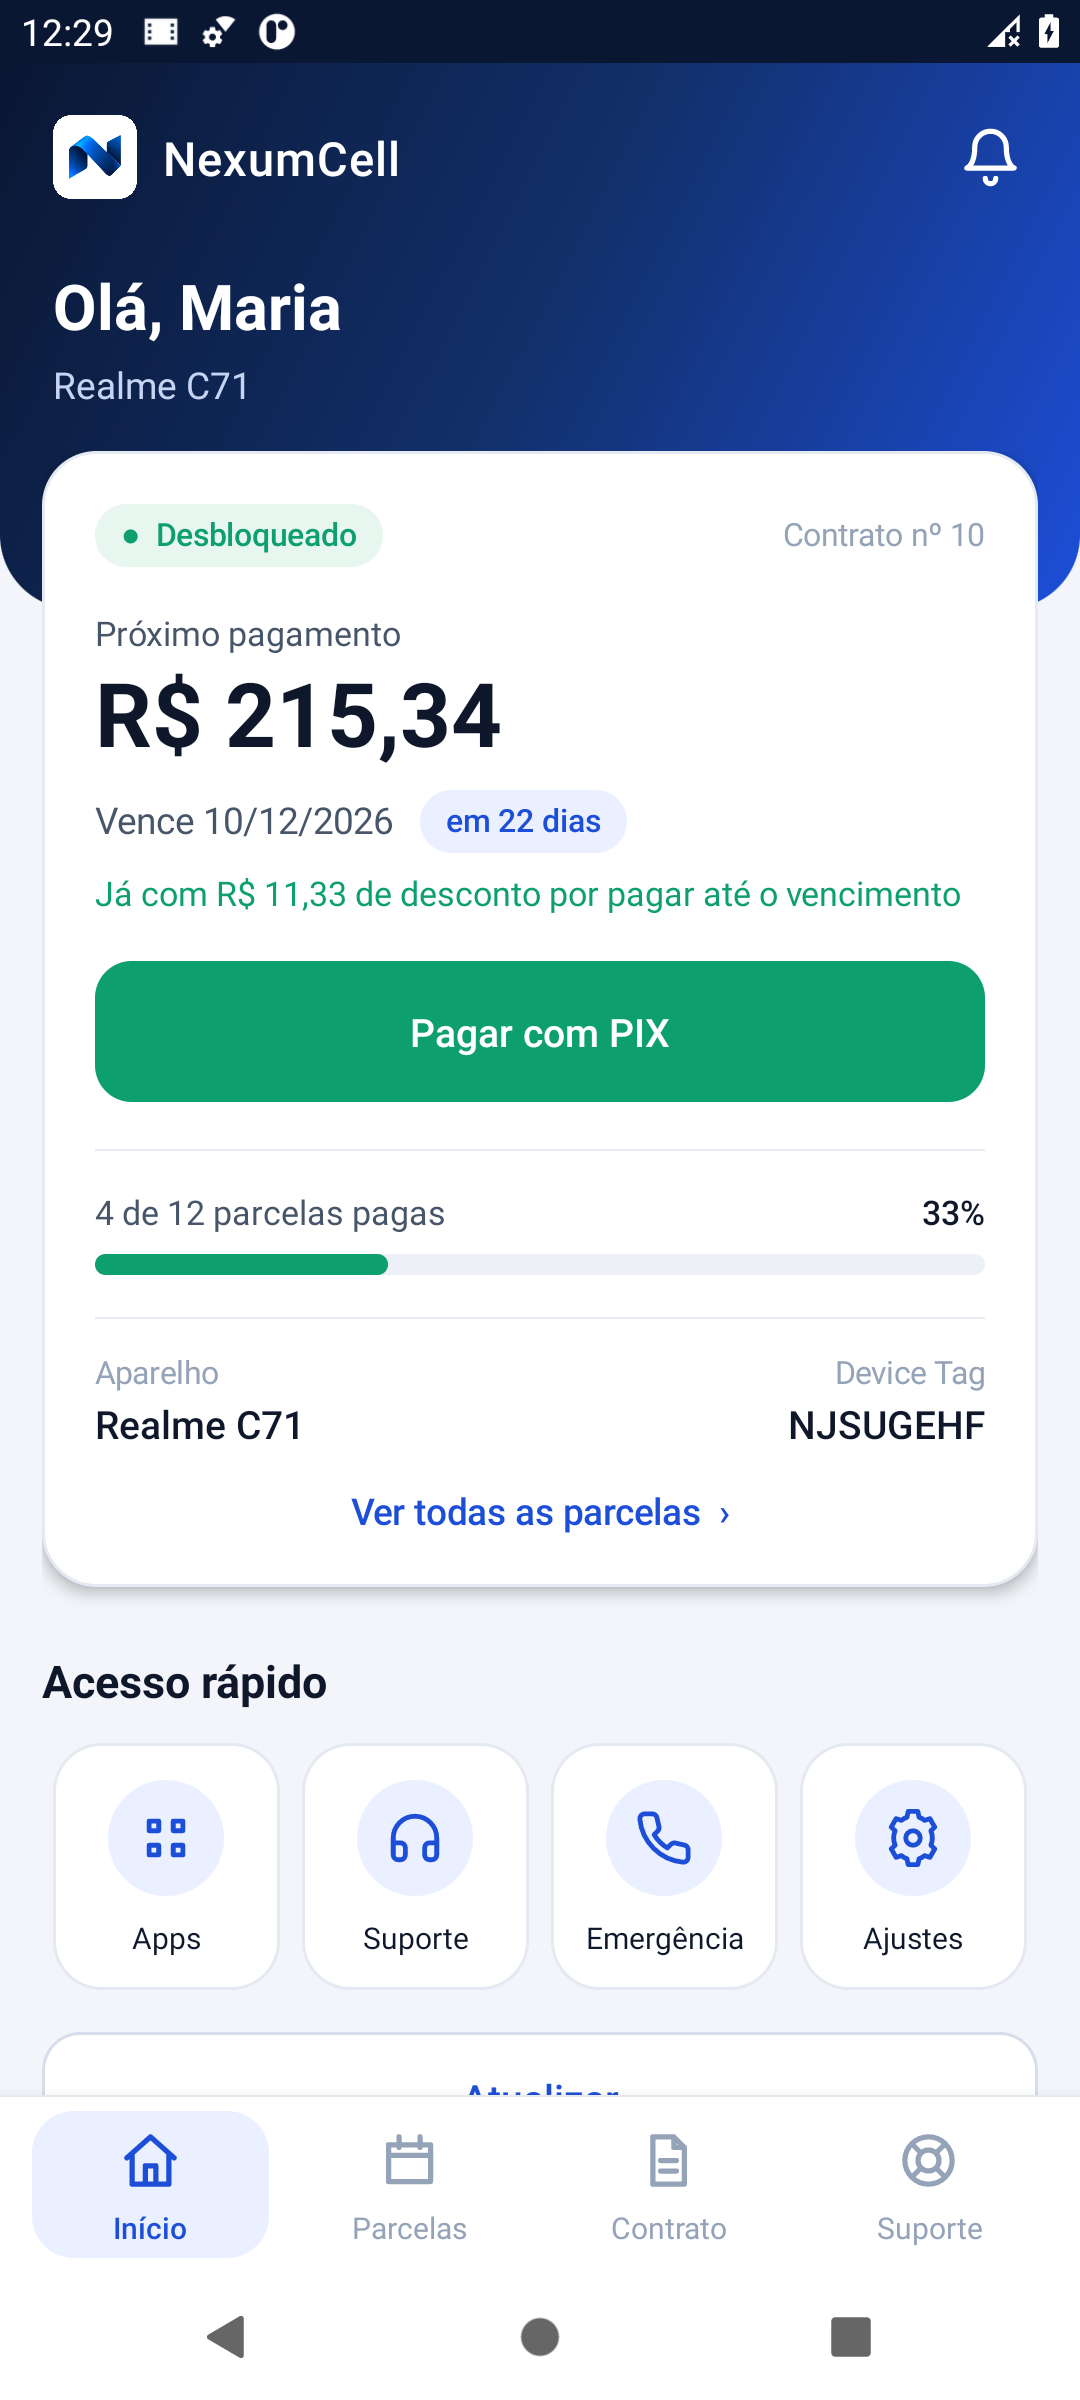 12:29
NexumCell
Olá, Maria
Realme C71
Desbloqueado
Contrato nº 10
Próximo pagamento
R$ 215,34
Vence 10/12/2026
em 22 dias
Já com R$ 11,33 de desconto por pagar até o vencimento
Pagar com PIX
4 de 12 parcelas pagas
33%
Aparelho
Device Tag
Realme C71
NJSUGEHF
Ver todas as parcelas ›
Acesso rápido
Apps
Suporte
Emergência
Ajustes
Atualizar
Início
Parcelas
Contrato
Suporte